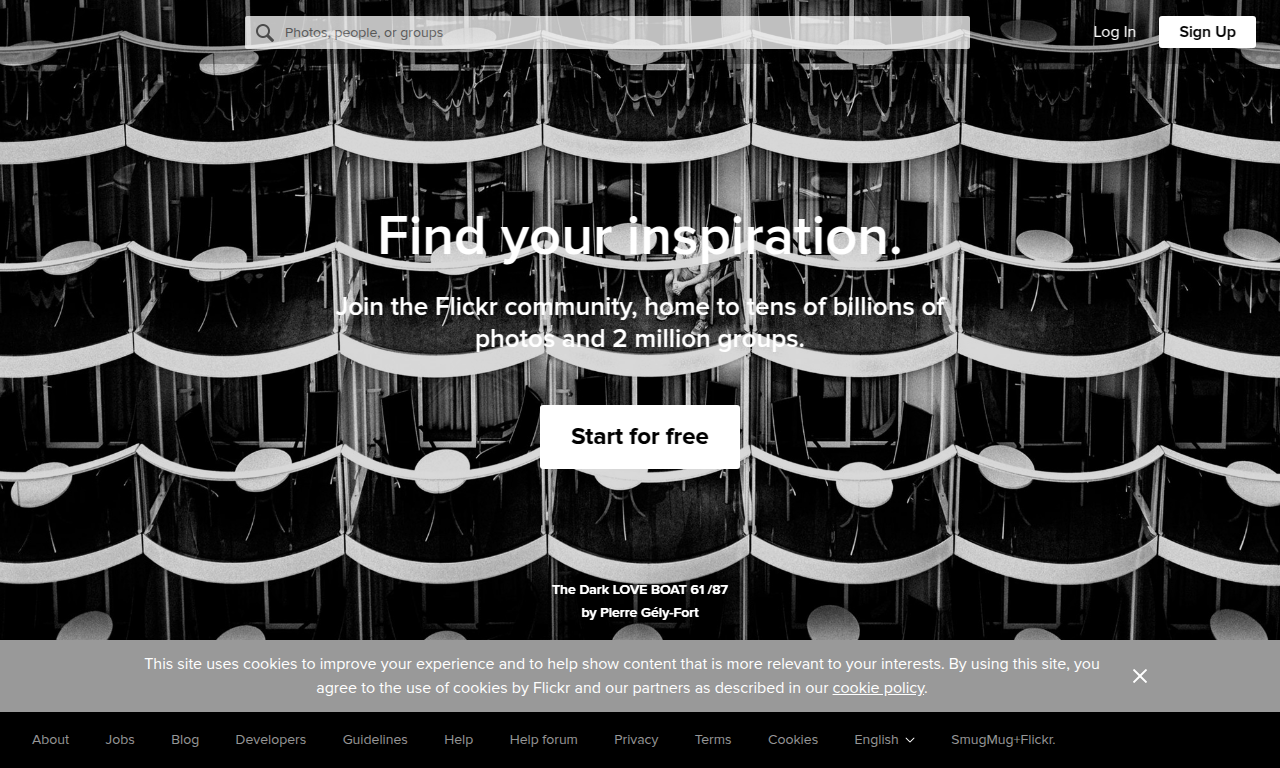 Photos, people, or groups
Log In
Sign Up
Find your inspiration.
Join the Flickr community, home to tens of billions of
photos and 2 million groups.
Start for free
The Dark LOVE BOAT 61 /87
by Pierre Gély-Fort
This site uses cookies to improve your experience and to help show content that is more relevant to your interests. By using this site, you
agree to the use of cookies by Flickr and our partners as described in our cookie policy.
About
Jobs
Blog
Developers
Guidelines
Help
Help forum
Privacy
Terms
Cookies
English
SmugMug+Flickr.